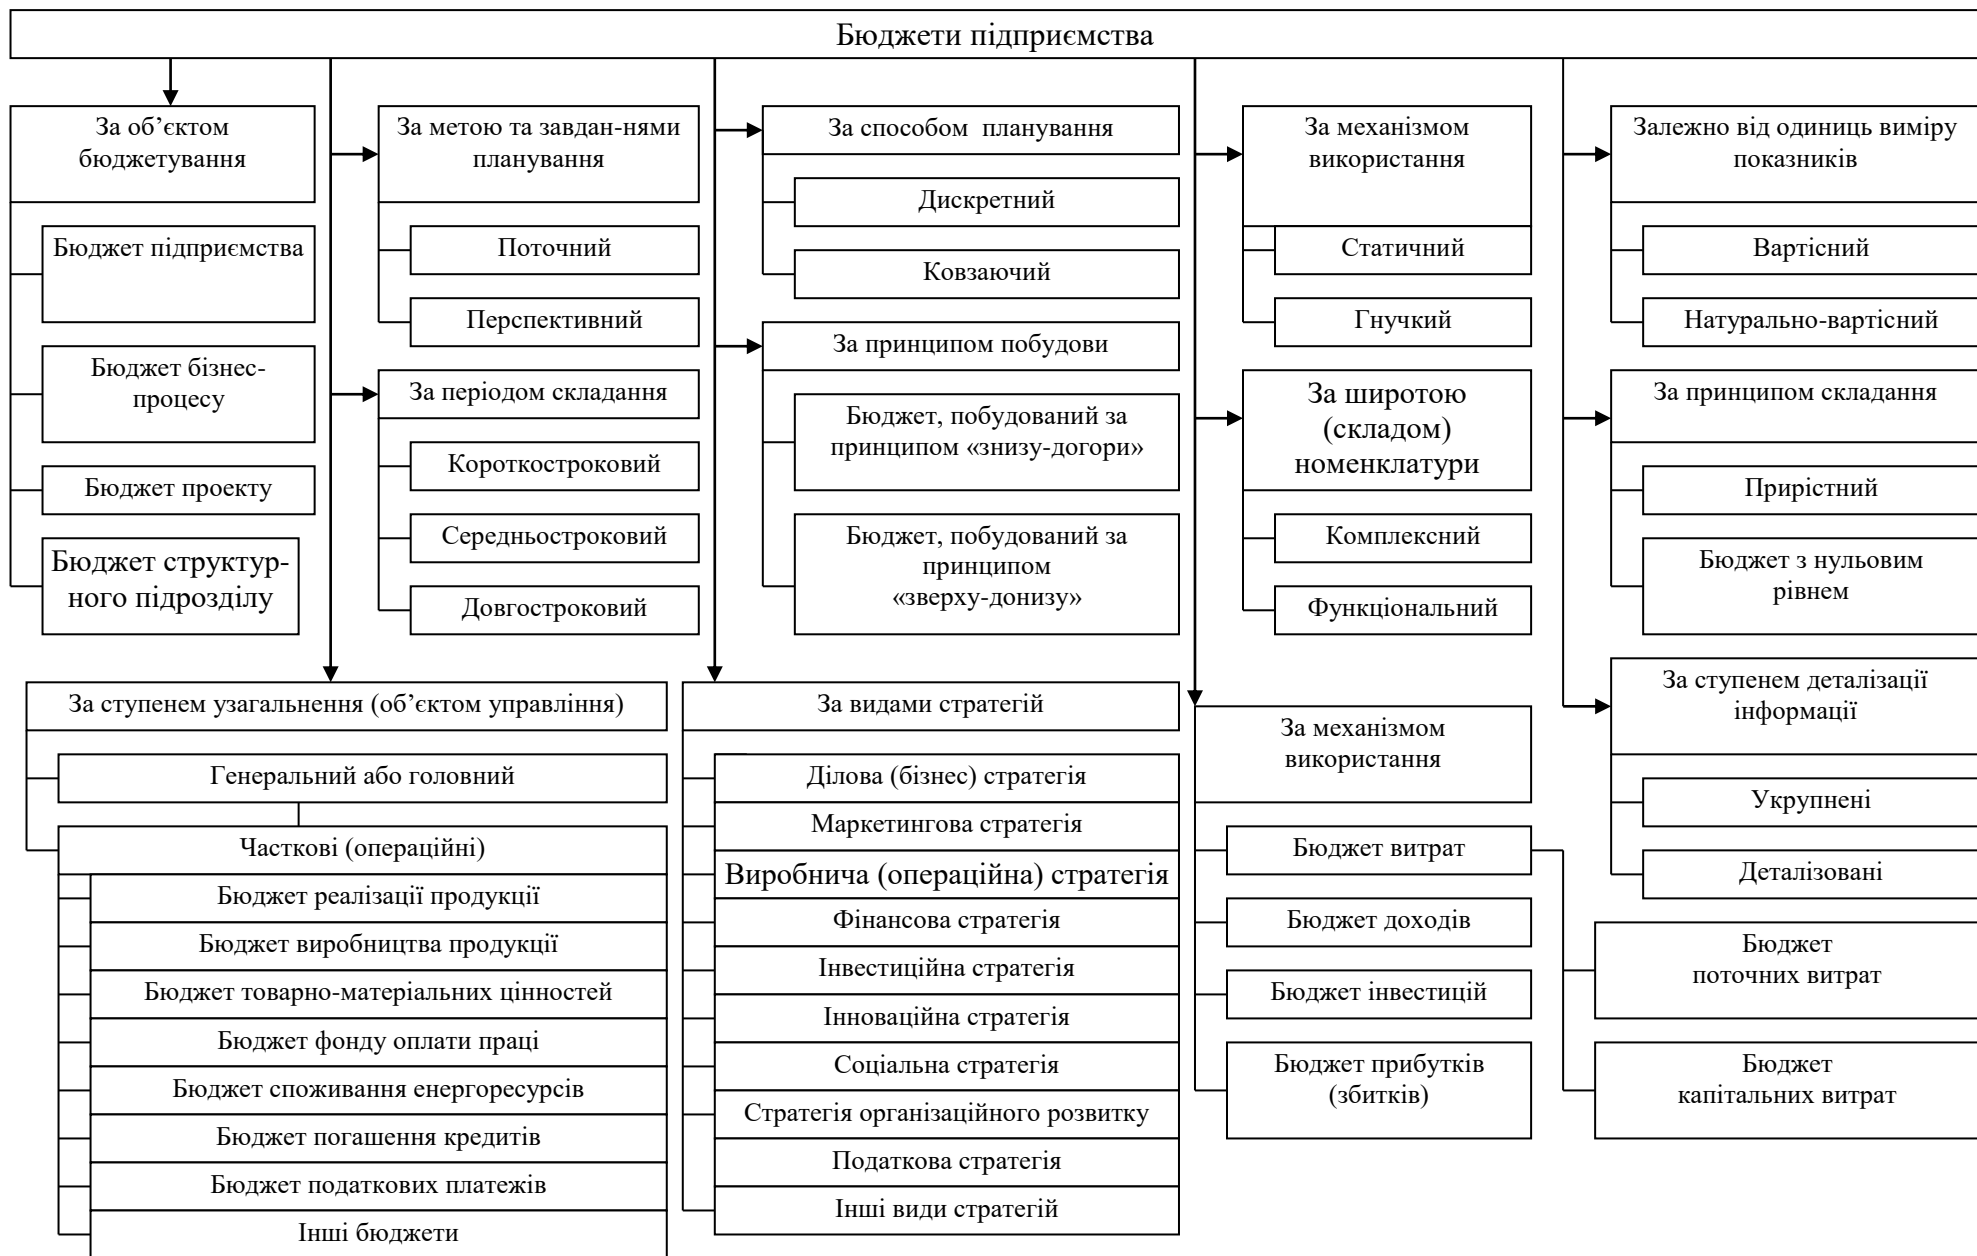 Бюджети підприємства
За об’єктом
бюджетування
Бюджет підприємства
Бюджет бізнес-
процесу
Бюджет проекту
Бюджет структур-
ного підрозділу
За метою та завдан-нями
планування
Поточний
Перспективний
За періодом складання
Короткостроковий
Середньостроковий
Довгостроковий
За способом планування
Дискретний
Ковзаючий
За принципом побудови
Бюджет, побудований за
принципом «знизу-догори»
Бюджет, побудований за
принципом
«зверху-донизу»
За механізмом
використання
Статичний
Гнучкий
За широтою
(складом)
номенклатури
Комплексний
Функціональний
Залежно від одиниць виміру
показників
Вартісний
Натурально-вартісний
За принципом складання
Прирістний
Бюджет з нульовим
рівнем
За ступенем деталізації
інформації
Укрупнені
Деталізовані
За ступенем узагальнення (об’єктом управління)
Генеральний або головний
Часткові (операційні)
Бюджет реалізації продукції
Бюджет виробництва продукції
Бюджет товарно-матеріальних цінностей
Бюджет фонду оплати праці
Бюджет споживання енергоресурсів
Бюджет погашення кредитів
Бюджет податкових платежів
Інші бюджети
За видами стратегій
Ділова (бізнес) стратегія
Маркетингова стратегія
Виробнича (операційна) стратегія
Фінансова стратегія
Інвестиційна стратегія
Інноваційна стратегія
Соціальна стратегія
Стратегія організаційного розвитку
Податкова стратегія
Інші види стратегій
За механізмом
використання
Бюджет витрат
Бюджет доходів
Бюджет інвестицій
Бюджет прибутків
(збитків)
Бюджет
поточних витрат
Бюджет
капітальних витрат